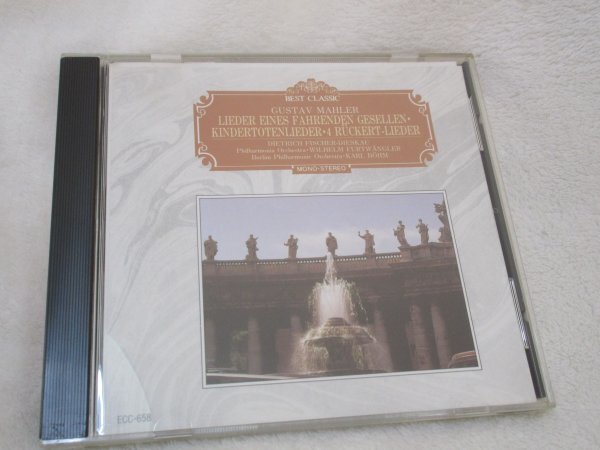 BEST CLASSIC
GUSTAV MAHLER
LIEDER EINES FAHRENDEN GESELLEN•
KINDERTOTENLIEDER•4 RÜCKERT-LIEDER
DIETRICH FISCHER-DIESKAU
Philharmonia Orchestra•WILHELM FURTWÄNGLER
Berlin Philharmonic Orchestra•KARL BÖHM
MONO•STEREO
ECC-658